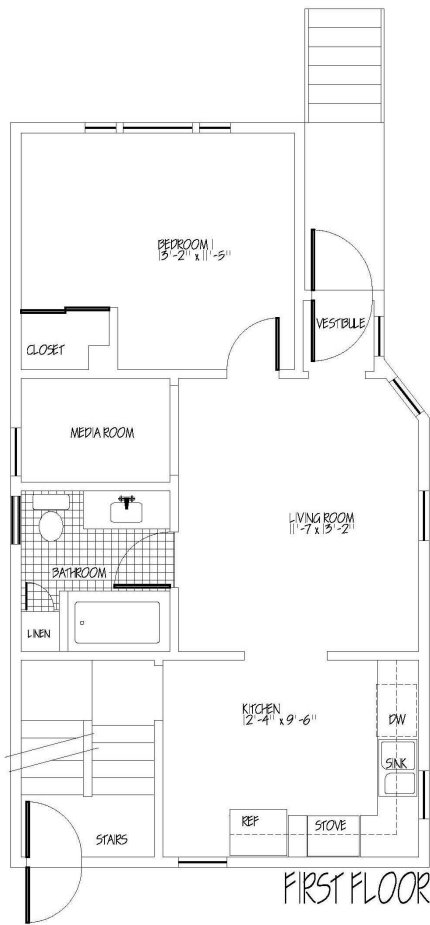 BEDROOM 1
13'-2" x 11'-5"
VESTIBULE
CLOSET
MEDIA ROOM
LIVING ROOM
11'-7 x 13'-2"
BATHROOM
LINEN
KITCHEN
12'-4" x 9'-6"
DW
SINK
REF
STOVE
STAIRS
FIRST FLOOR